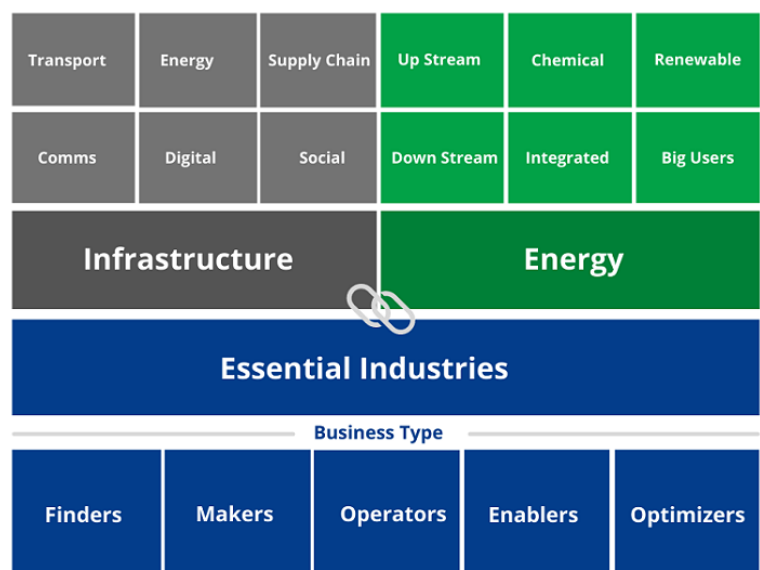 Transport
Energy
Supply Chain
Up Stream
Chemical
Renewable
Comms
Digital
Social
Down Stream
Integrated
Big Users
Infrastructure
Energy
Essential Industries
Business Type
Finders
Makers
Operators
Enablers
Optimizers